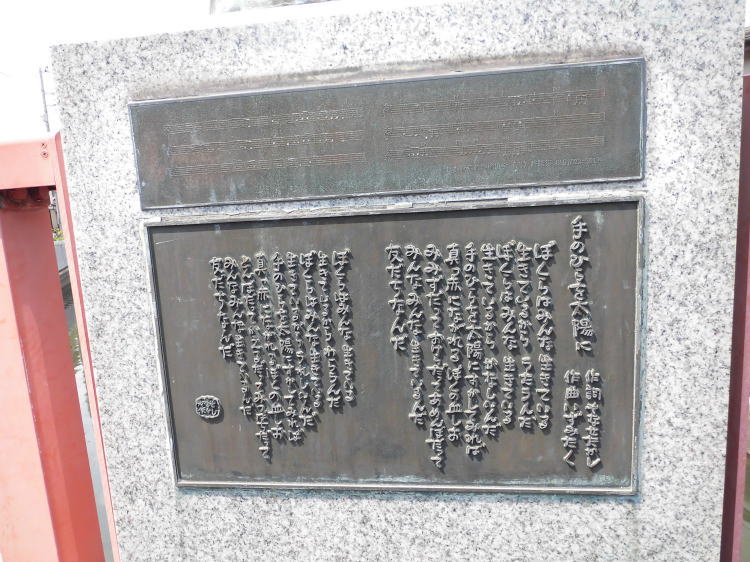 手のひらを太陽に
作詞 やなせたかし
作曲 いずみたく
ぼくらはみんな 生きている
生きているから うたうんだ
ぼくらはみんな 生きている
生きているから かなしいんだ
手のひらを太陽に すかしてみれば
真っ赤にながれる ぼくの血しお
みみずだって おけらだって あめんぼだって
みんなみんな生きているんだ
友だちなんだ
ぼくらはみんな 生きている
生きているから わらうんだ
ぼくらはみんな 生きている
生きているから うれしいんだ
手のひらを太陽に すかしてみれば
真っ赤にながれる ぼくの血しお
とんぼだって かえるだって みつばちだって
みんなみんな生きているんだ
友だちなんだ